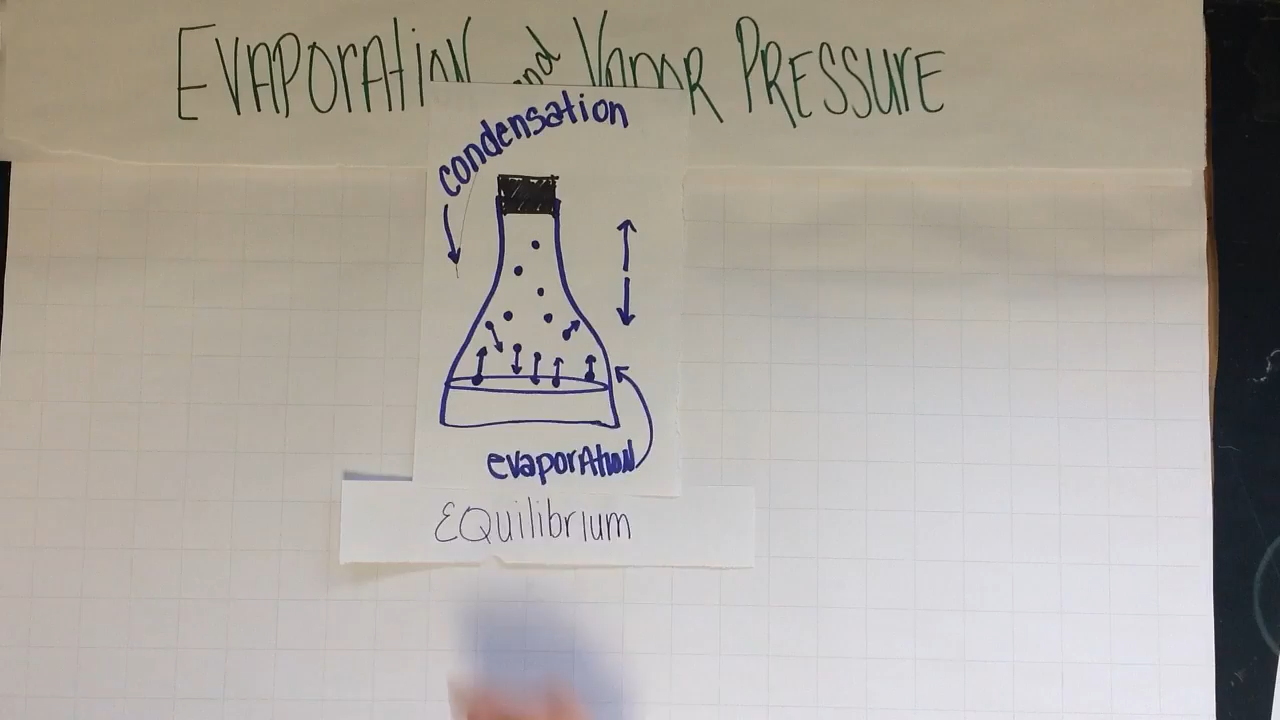 EVAPORATION and VAPOR PRESSURE
condensation
evaporation
EQuilibrium